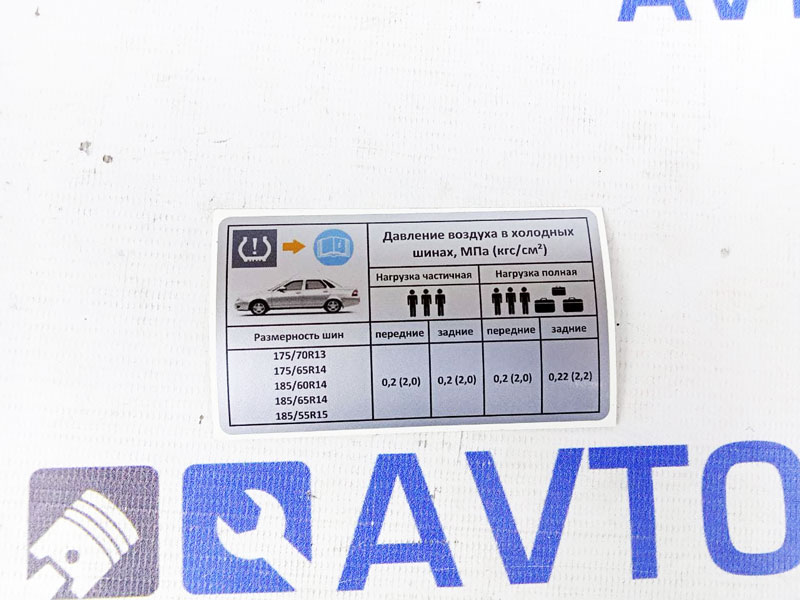 AVTO
Давление воздуха в холодных
шинах, МПа (кгс/см²)
Нагрузка частичная Нагрузка полная
Размерность шин передние задние передние задние
175/70R13
175/65R14
185/60R14 0,2 (2,0) 0,2 (2,0) 0,2 (2,0) 0,22 (2,2)
185/65R14
185/55R15
AVTO